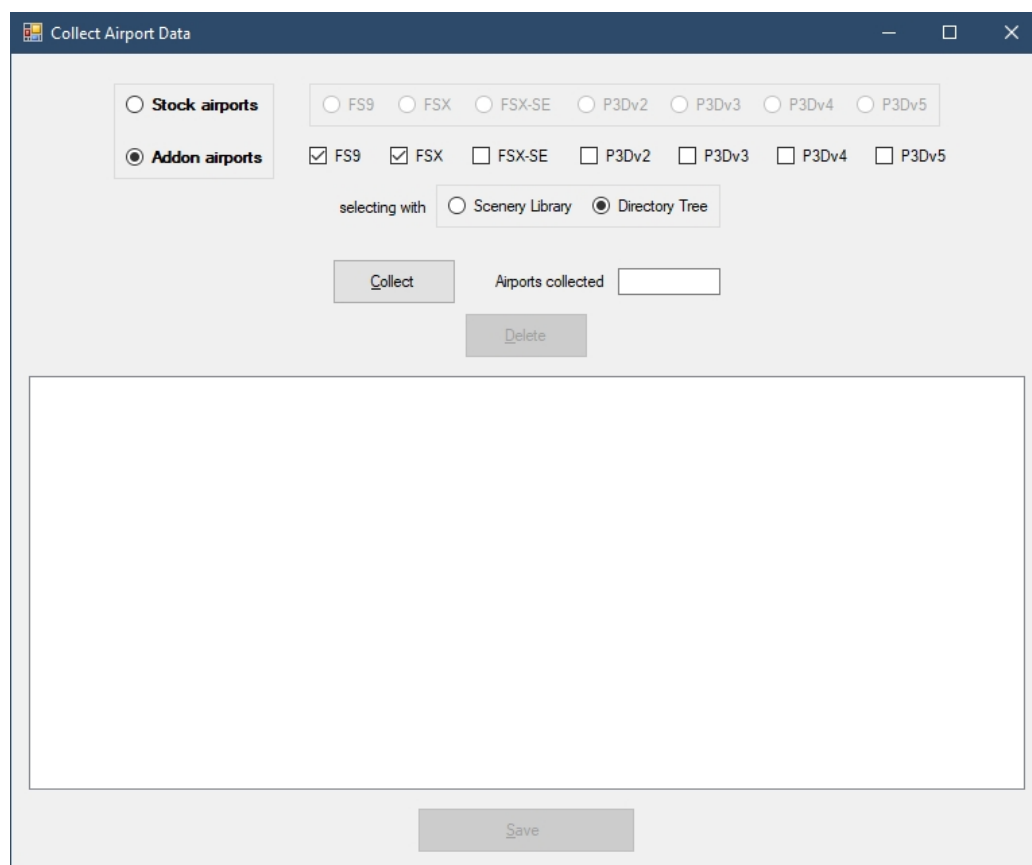 Collect Airport Data
Stock airports FS9 FSX FSX-SE P3Dv2 P3Dv3 P3Dv4 P3Dv5
Addon airports FS9 FSX FSX-SE P3Dv2 P3Dv3 P3Dv4 P3Dv5
selecting with Scenery Library Directory Tree
Collect Airports collected
Delete
Save